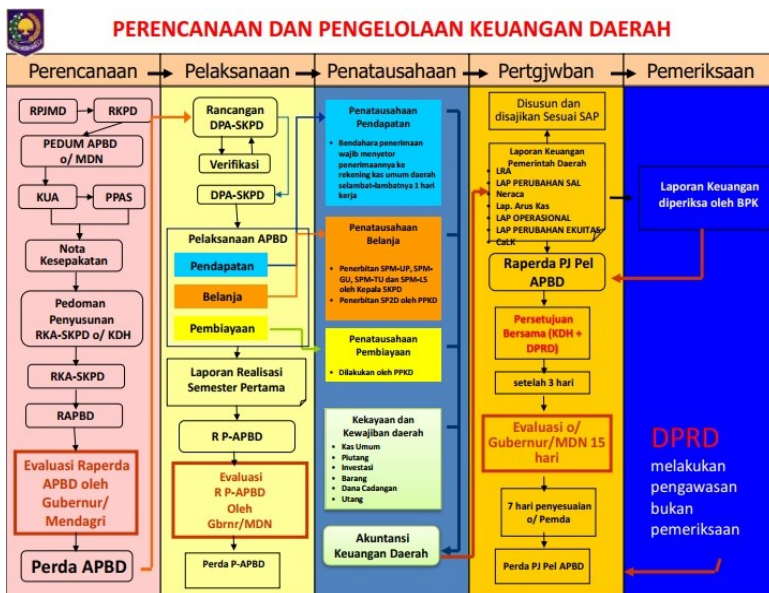 PERENCANAAN DAN PENGELOLAAN KEUANGAN DAERAH
Perencanaan
Pelaksanaan
Penatausahaan
Pertgjwban
Pemeriksaan
RPJMD
RKPD
PEDUM APBD
o/ MDN
KUA
PPAS
Nota
Kesepakatan
Pedoman
Penyusunan
RKA-SKPD o/ KDH
RKA-SKPD
RAPBD
Evaluasi Raperda
APBD oleh
Gubernur/
Mendagri
Perda APBD
Rancangan
DPA-SKPD
Verifikasi
DPA-SKPD
Pelaksanaan APBD
Pendapatan
Belanja
Pembiayaan
Laporan Realisasi
Semester Pertama
R P-APBD
Evaluasi
R P-APBD
Oleh
Gbrnr/MDN
Perda P-APBD
Penatausahaan
Pendapatan
• Bendahara penerimaan
wajib menyetor
penerimaannya ke
rekening kas umum daerah
selambat-lambatnya 1 hari
kerja
Penatausahaan
Belanja
• Penerbitan SPM-UP, SPM-
GU, SPM-TU dan SPM-LS
oleh Kepala SKPD
• Penerbitan SP2D oleh PPKD
Penatausahaan
Pembiayaan
• Dilakukan oleh PPKD
Kekayaan dan
Kewajiban daerah
• Kas Umum
• Piutang
• Investasi
• Barang
• Dana Cadangan
• Utang
Akuntansi
Keuangan Daerah
Disusun dan
disajikan Sesuai SAP
Laporan Keuangan
Pemerintah Daerah
• LRA
• LAP PERUBAHAN SAL
• Neraca
• Lap. Arus Kas
• LAP OPERASIONAL
• LAP PERUBAHAN EKUITAS
• CaLK
Raperda PJ Pel
APBD
Persetujuan
Bersama (KDH +
DPRD)
setelah 3 hari
Evaluasi o/
Gubernur/MDN 15
hari
7 hari penyesuaian
o/ Pemda
Perda PJ Pel APBD
Laporan Keuangan
diperiksa oleh BPK
DPRD
melakukan
pengawasan
bukan
pemeriksaan